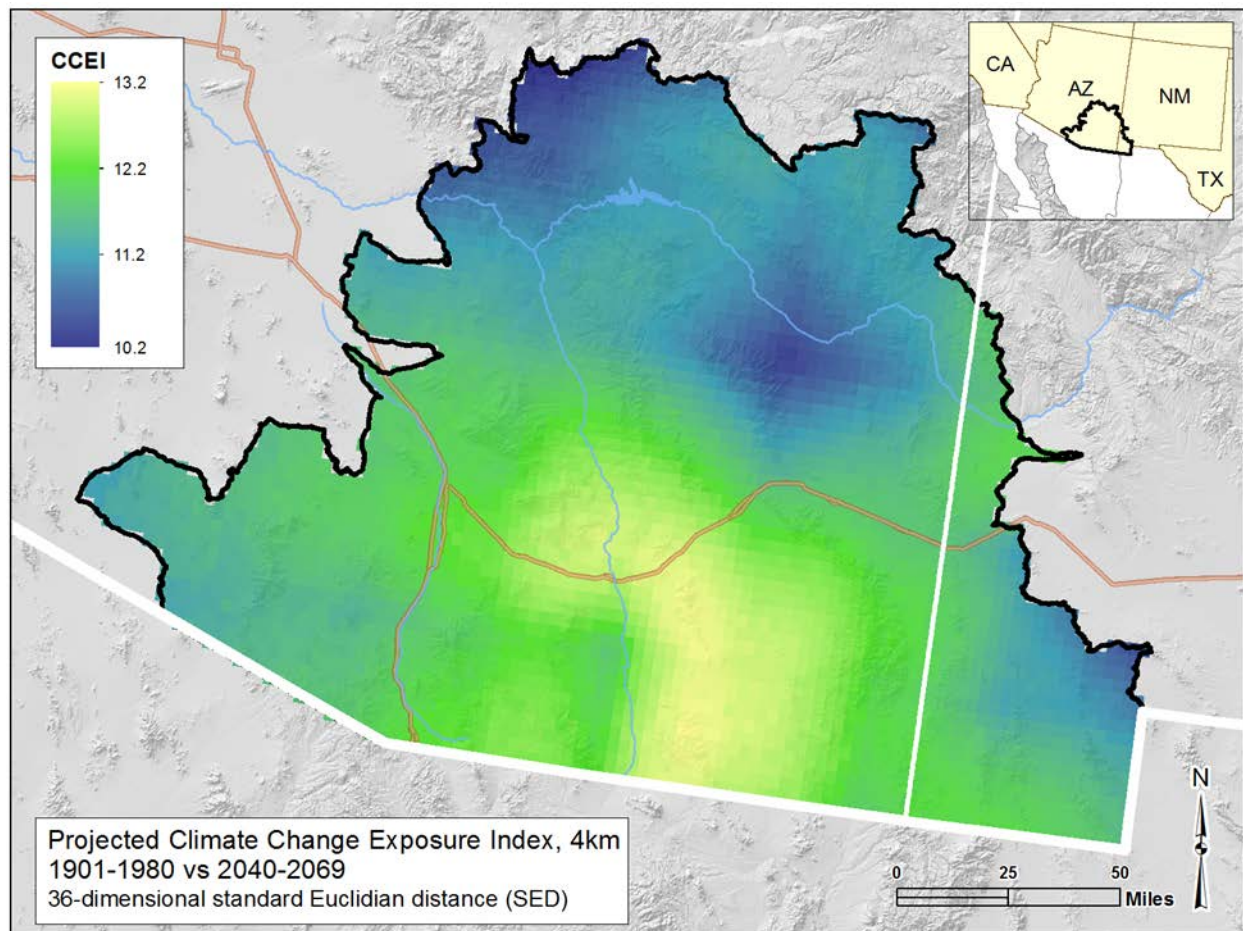 CCEI
13.2
12.2
11.2
10.2
CA
AZ
NM
TX
Projected Climate Change Exposure Index, 4km
1901-1980 vs 2040-2069
36-dimensional standard Euclidian distance (SED)
N
0 25 50
Miles